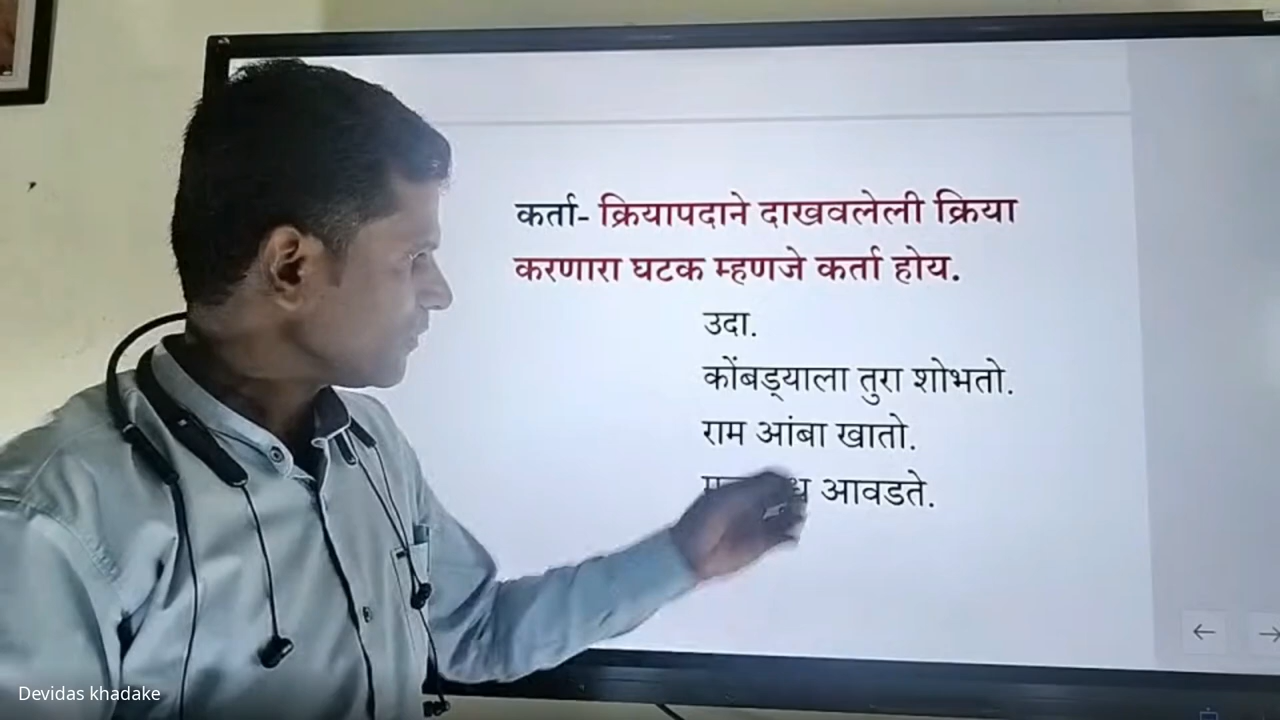 कर्ता- क्रियापदाने दाखवलेली क्रिया
करणारा घटक म्हणजे कर्ता होय.
उदा.
कोंबड्याला तुरा शोभतो.
राम आंबा खातो.
आवडते.
Devidas khadake